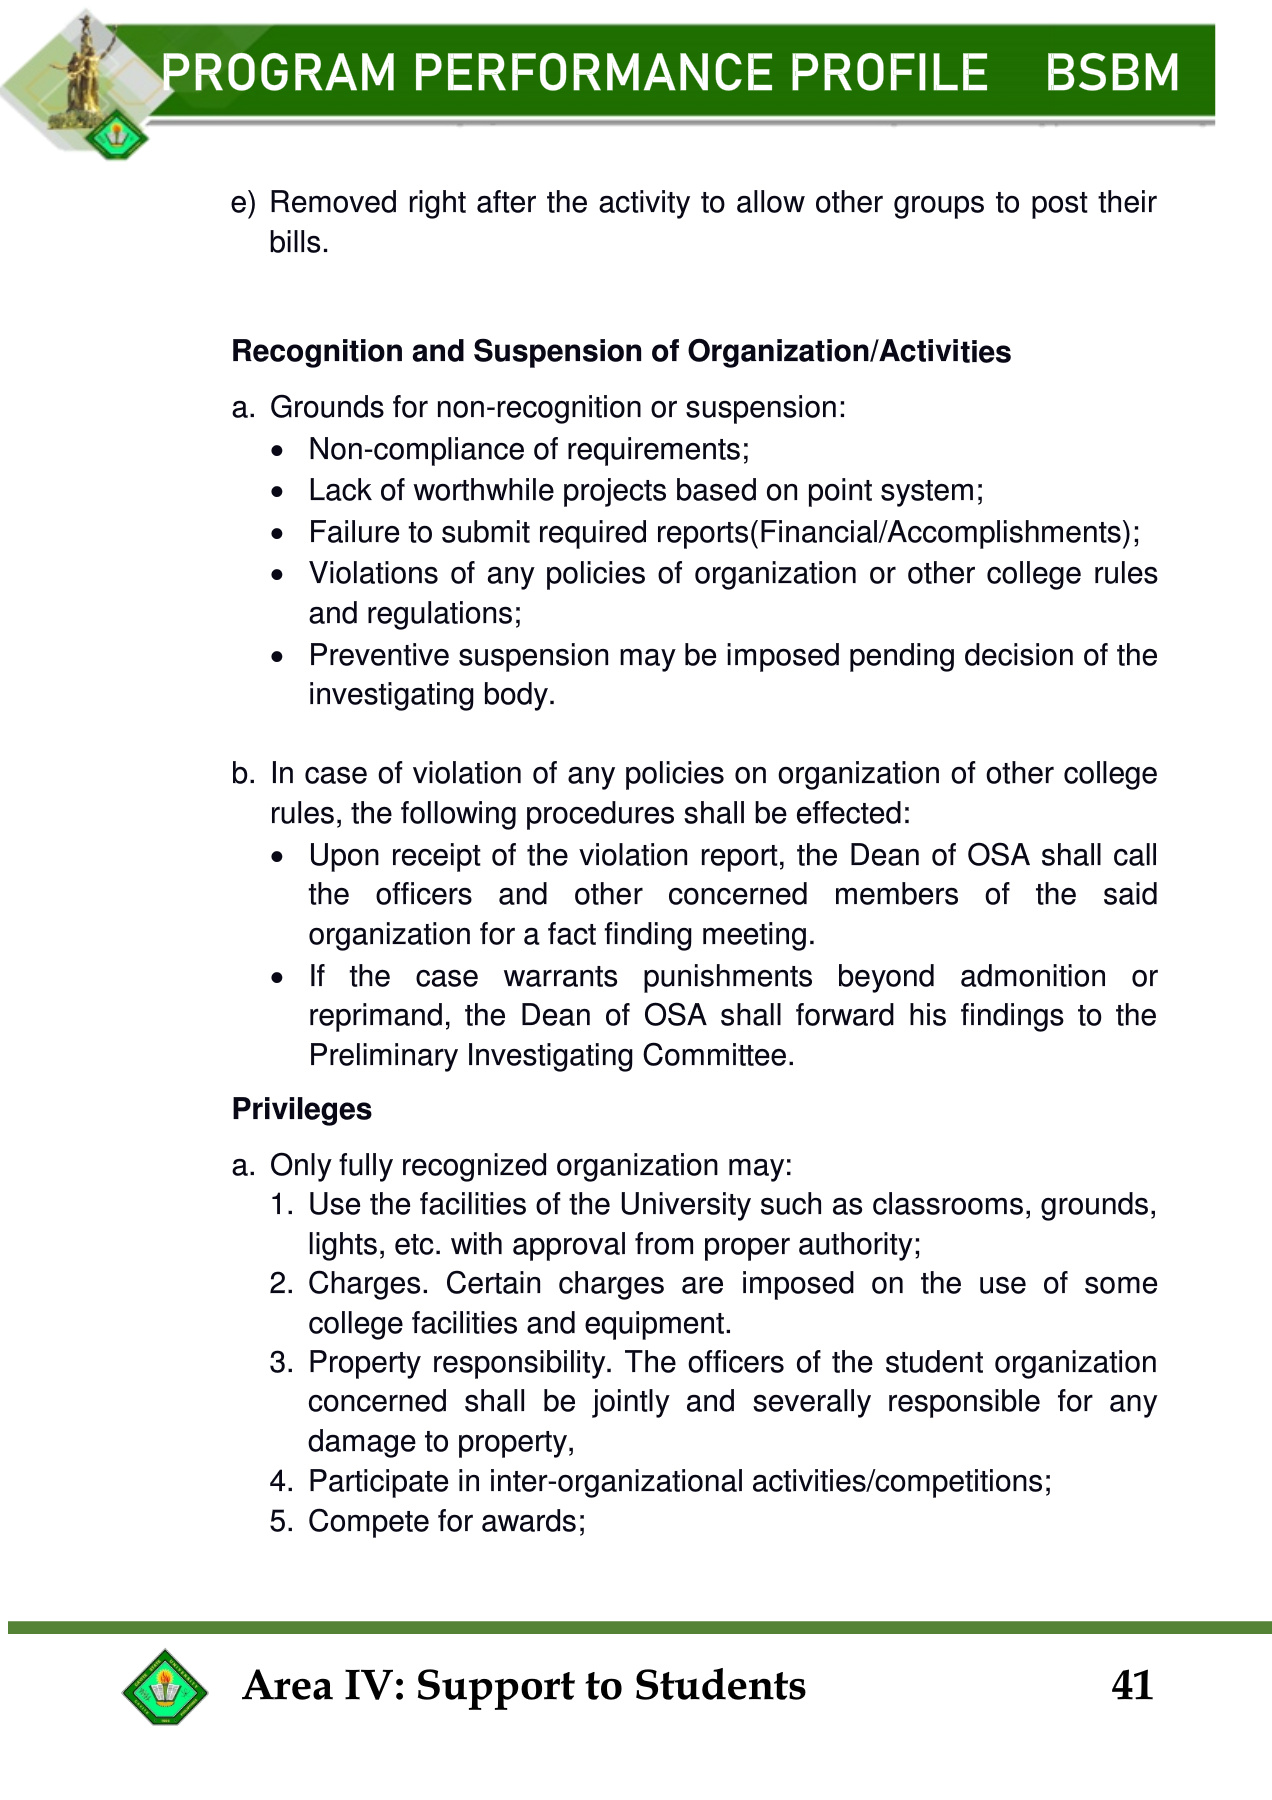 PROGRAM PERFORMANCE PROFILE BSBM
e) Removed right after the activity to allow other groups to post their
bills.
Recognition and Suspension of Organization/Activities
a. Grounds for non-recognition or suspension:
• Non-compliance of requirements;
• Lack of worthwhile projects based on point system;
• Failure to submit required reports(Financial/Accomplishments);
• Violations of any policies of organization or other college rules
and regulations;
• Preventive suspension may be imposed pending decision of the
investigating body.
b. In case of violation of any policies on organization of other college
rules, the following procedures shall be effected:
• Upon receipt of the violation report, the Dean of OSA shall call
the officers and other concerned members of the said
organization for a fact finding meeting.
• If the case warrants punishments beyond admonition or
reprimand, the Dean of OSA shall forward his findings to the
Preliminary Investigating Committee.
Privileges
a. Only fully recognized organization may:
1. Use the facilities of the University such as classrooms, grounds,
lights, etc. with approval from proper authority;
2. Charges. Certain charges are imposed on the use of some
college facilities and equipment.
3. Property responsibility. The officers of the student organization
concerned shall be jointly and severally responsible for any
damage to property,
4. Participate in inter-organizational activities/competitions;
5. Compete for awards;
Area IV: Support to Students 41